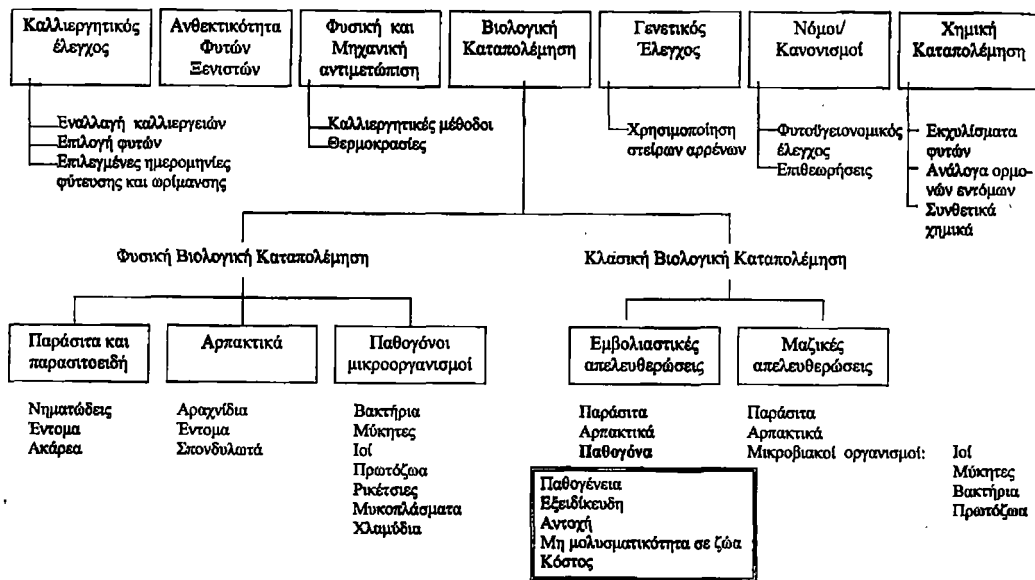 Καλλιεργητικός
έλεγχος
Ανθεκτικότητα
Φυτών
Ξενιστών
Φυσική και
Μηχανική
αντιμετώπιση
Βιολογική
Καταπολέμηση
Γενετικός
Έλεγχος
Νόμοι/
Κανονισμοί
Χημική
Καταπολέμηση
Εναλλαγή καλλιεργειών
Επιλογή φυτών
Επιλεγμένες ημερομηνίες
φύτευσης και ωρίμανσης
Καλλιεργητικές μέθοδοι
Θερμοκρασίες
Χρησιμοποίηση
στείρων αρρένων
Φυτοϋγειονομικός
έλεγχος
Επιθεωρήσεις
Εκχυλίσματα
φυτών
Ανάλογα ορμο-
νών εντόμων
Συνθετικά
χημικά
Φυσική Βιολογική Καταπολέμηση
Κλασική Βιολογική Καταπολέμηση
Παράσιτα και
παρασιτοειδή
Αρπακτικά
Παθογόνοι
μικροοργανισμοί
Εμβολιαστικές
απελευθερώσεις
Μαζικές
απελευθερώσεις
Νηματώδεις
Έντομα
Ακάρεα
Αραχνίδια
Έντομα
Σπονδυλωτά
Βακτήρια
Μύκητες
Ιοί
Πρωτόζωα
Ρικέτσιες
Μυκοπλάσματα
Χλαμύδια
Παράσιτα
Αρπακτικά
Παθογόνα
Παράσιτα
Αρπακτικά
Μικροβιακοί οργανισμοί:
Ιοί
Μύκητες
Βακτήρια
Πρωτόζωα
Παθογένεια
Εξειδίκευδη
Αντοχή
Μη μολυσματικότητα σε ζώα
Κόστος